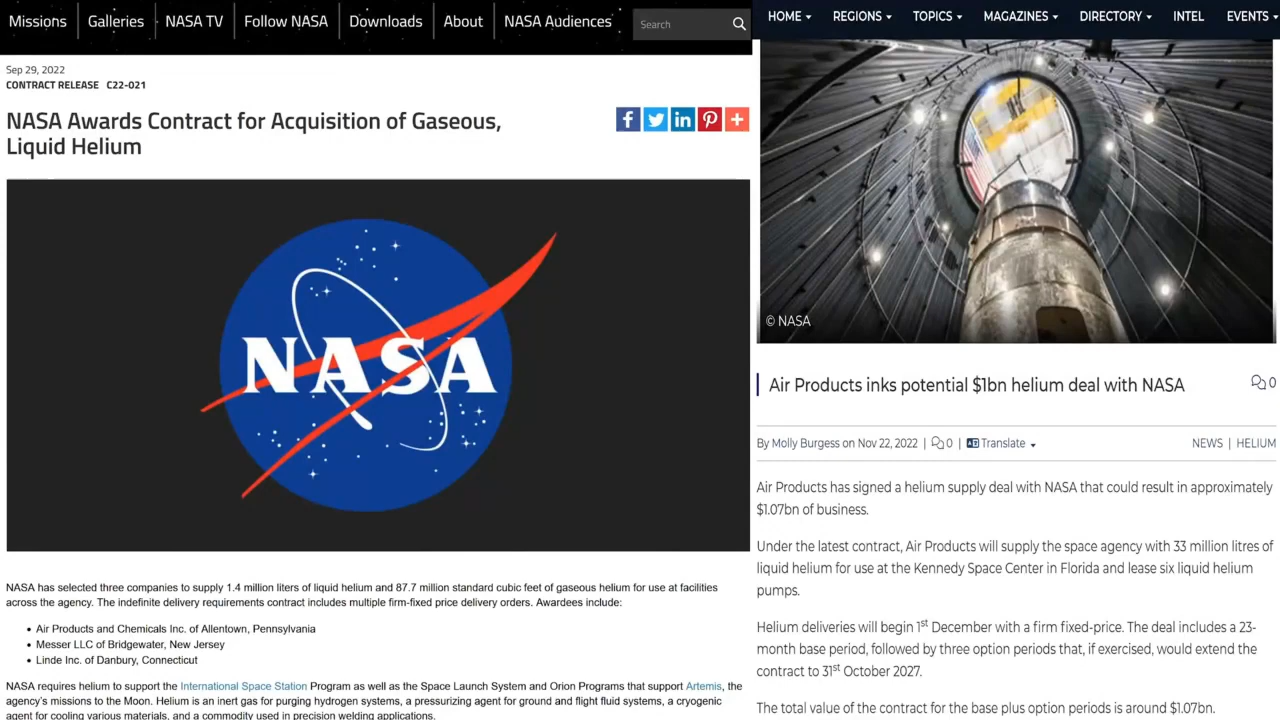 Missions
Galleries
NASA TV
Follow NASA
Downloads
About
NASA Audiences
Search
Sep 29, 2022
CONTRACT RELEASE C22-021
NASA Awards Contract for Acquisition of Gaseous,
Liquid Helium
NASA
NASA has selected three companies to supply 1.4 million liters of liquid helium and 87.7 million standard cubic feet of gaseous helium for use at facilities
across the agency. The indefinite delivery requirements contract includes multiple firm-fixed price delivery orders. Awardees include:
• Air Products and Chemicals Inc. of Allentown, Pennsylvania
• Messer LLC of Bridgewater, New Jersey
• Linde Inc. of Danbury, Connecticut
NASA requires helium to support the International Space Station Program as well as the Space Launch System and Orion Programs that support Artemis, the
agency's missions to the Moon. Helium is an inert gas for purging hydrogen systems, a pressurizing agent for ground and flight fluid systems, a cryogenic
agent for cooling various materials, and a commodity used in precision welding applications.
HOME
REGIONS
TOPICS
MAGAZINES
DIRECTORY
INTEL
EVENTS
© NASA
Air Products inks potential $1bn helium deal with NASA
0
By Molly Burgess on Nov 22, 2022 | 0 | Translate
NEWS | HELIUM
Air Products has signed a helium supply deal with NASA that could result in approximately
$1.07bn of business.
Under the latest contract, Air Products will supply the space agency with 33 million litres of
liquid helium for use at the Kennedy Space Center in Florida and lease six liquid helium
pumps.
Helium deliveries will begin 1st December with a firm fixed-price. The deal includes a 23-
month base period, followed by three option periods that, if exercised, would extend the
contract to 31st October 2027.
The total value of the contract for the base plus option periods is around $1.07bn.